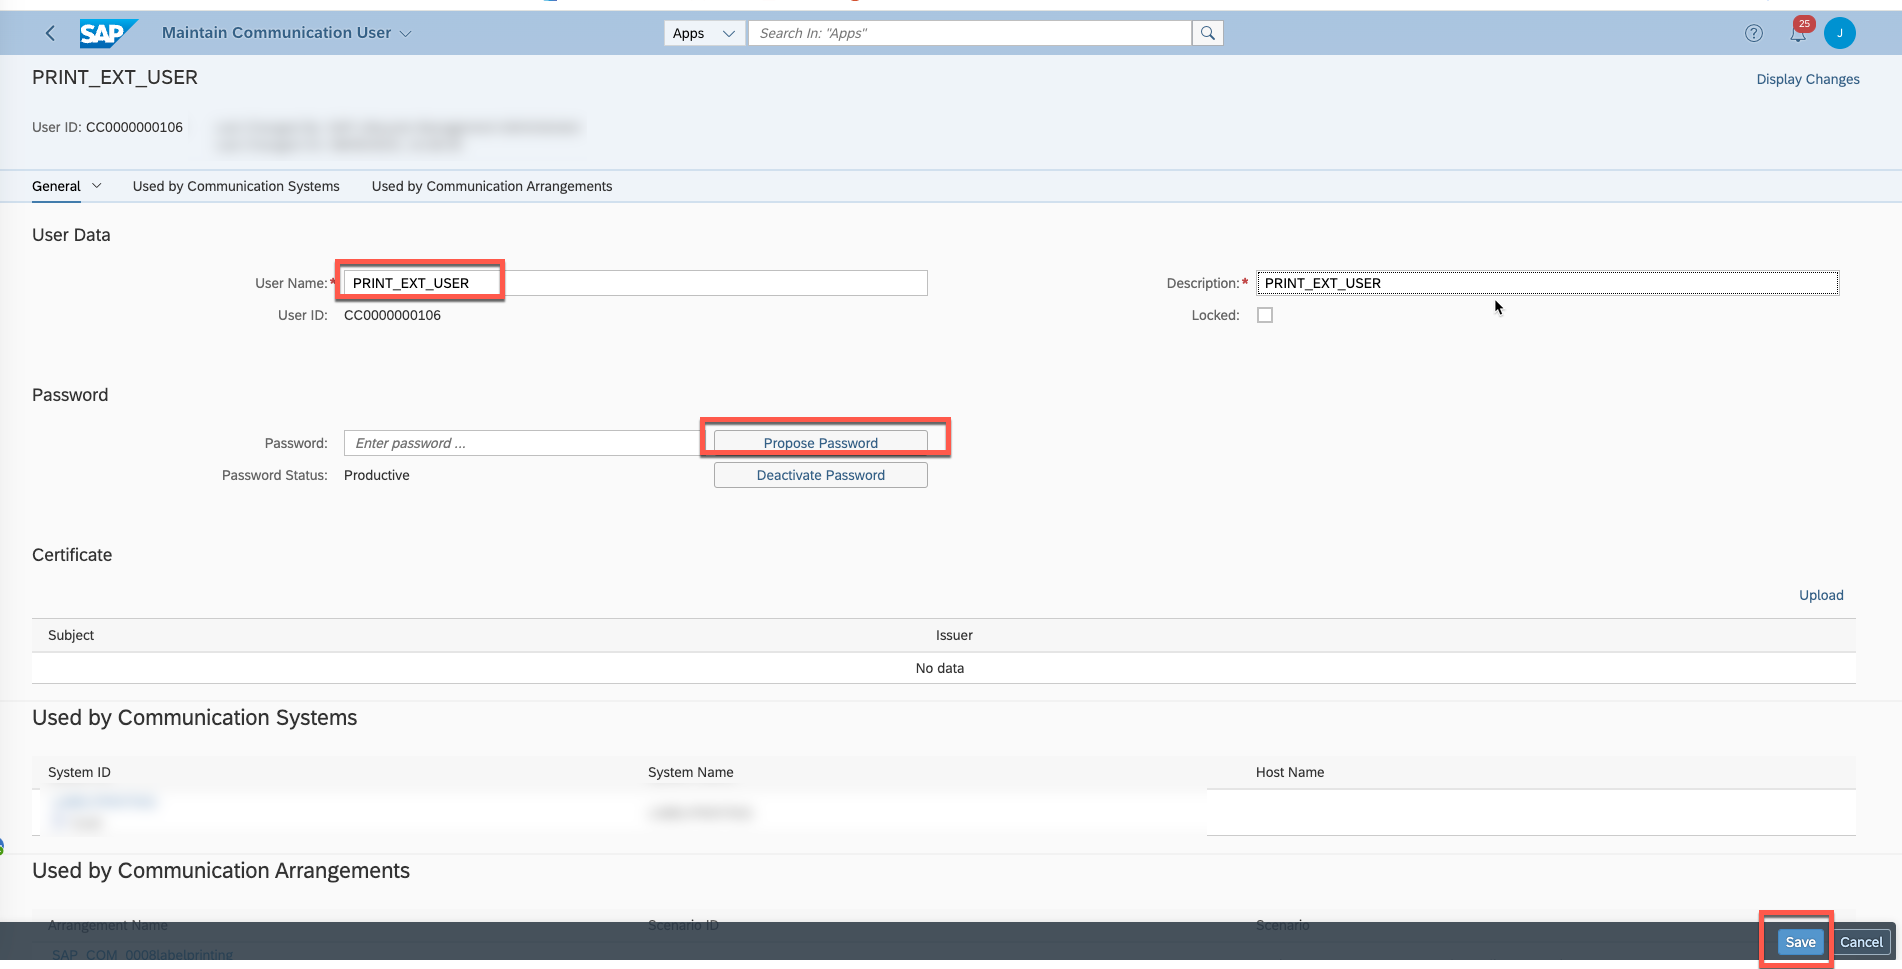 SAP Maintain Communication User Apps Search In: "Apps" 25 J
PRINT_EXT_USER
Display Changes
User ID: CC0000000106
General Used by Communication Systems Used by Communication Arrangements
User Data
User Name:* PRINT_EXT_USER Description:* PRINT_EXT_USER
User ID: CC0000000106 Locked:
Password
Password: Enter password ... Propose Password
Password Status: Productive Deactivate Password
Certificate
Upload
Subject Issuer
No data
Used by Communication Systems
System ID System Name Host Name
Used by Communication Arrangements
Arrangement Name Scenario ID Scenario
Save Cancel
SAP_COM_0008labelprinting